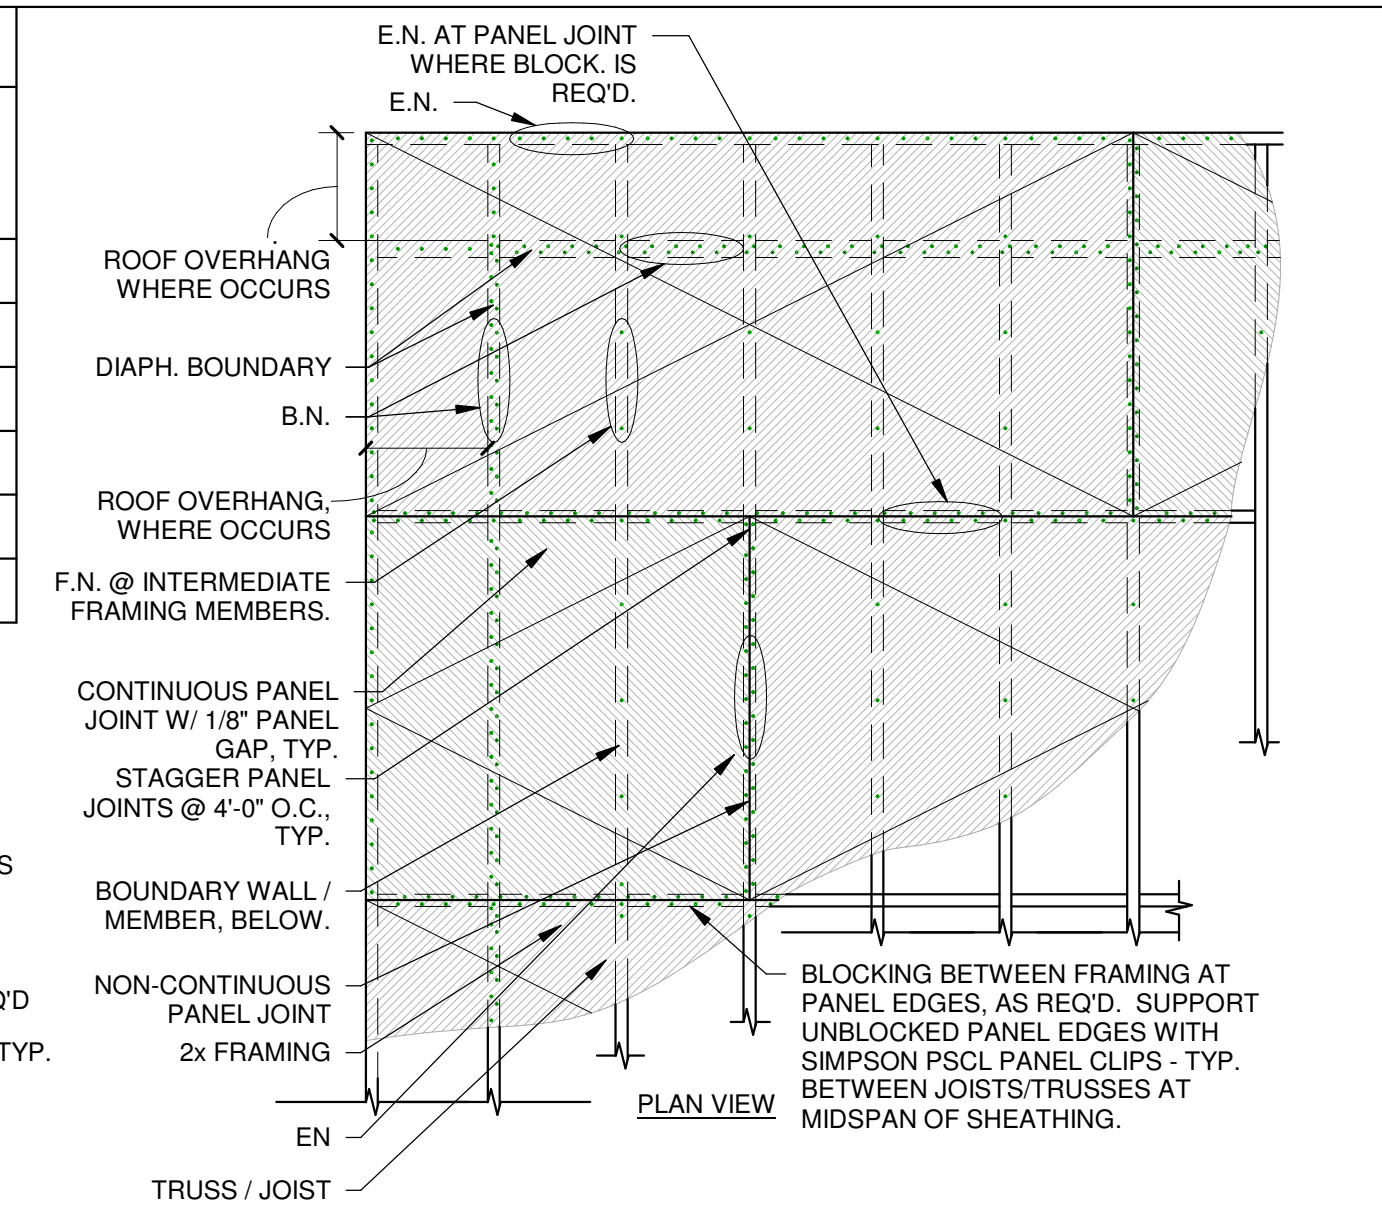 E.N. AT PANEL JOINT
WHERE BLOCK. IS
REQ'D.
E.N.
ROOF OVERHANG
WHERE OCCURS
DIAPH. BOUNDARY
B.N.
ROOF OVERHANG,
WHERE OCCURS
F.N. @ INTERMEDIATE
FRAMING MEMBERS.
CONTINUOUS PANEL
JOINT W/ 1/8" PANEL
GAP, TYP.
STAGGER PANEL
JOINTS @ 4'-0" O.C.,
TYP.
S
BOUNDARY WALL /
MEMBER, BELOW.
NON-CONTINUOUS
PANEL JOINT
Q'D
TYP.
2x FRAMING
EN
TRUSS / JOIST
PLAN VIEW
BLOCKING BETWEEN FRAMING AT
PANEL EDGES, AS REQ'D. SUPPORT
UNBLOCKED PANEL EDGES WITH
SIMPSON PSCL PANEL CLIPS - TYP.
BETWEEN JOISTS/TRUSSES AT
MIDSPAN OF SHEATHING.